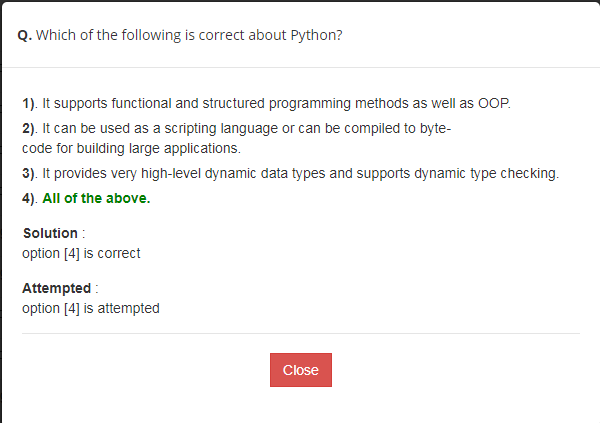 Q. Which of the following is correct about Python?
1). It supports functional and structured programming methods as well as OOP.
2). It can be used as a scripting language or can be compiled to byte-
code for building large applications.
3). It provides very high-level dynamic data types and supports dynamic type checking.
4). All of the above.
Solution :
option [4] is correct
Attempted :
option [4] is attempted
Close